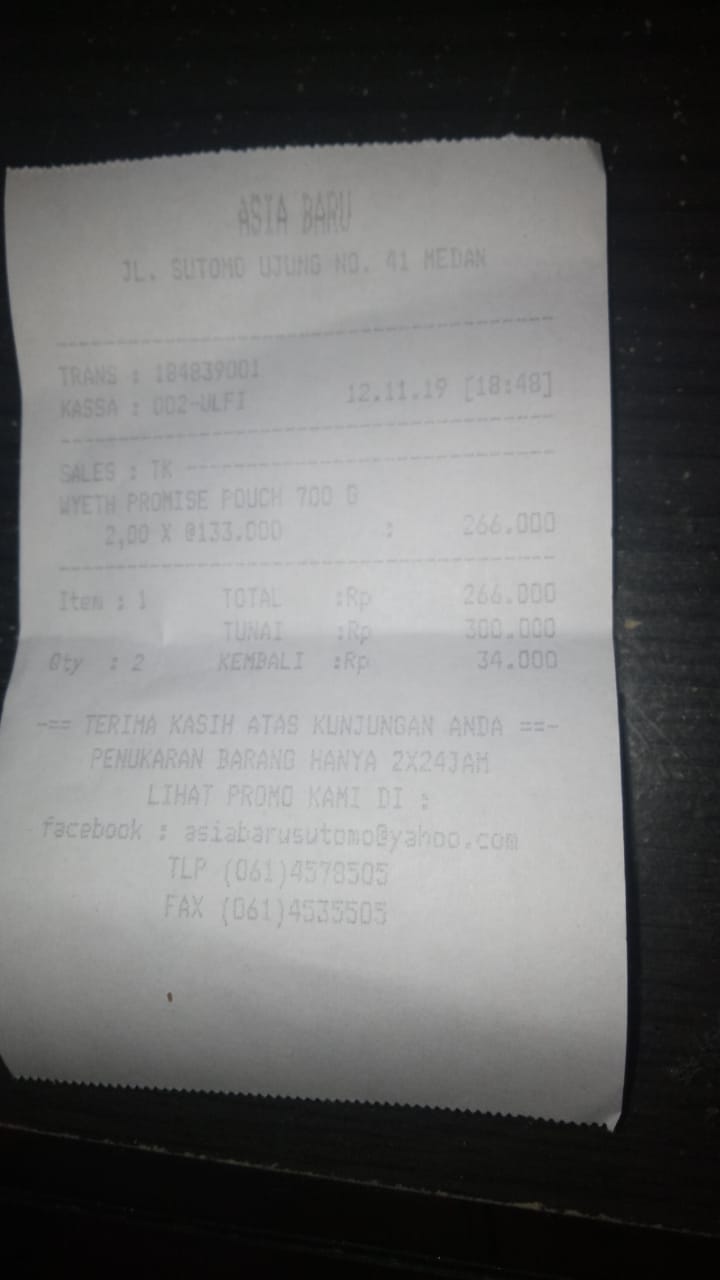 ASIA BARU
JL. SUTOMO UJUNG NO. 41 MEDAN
TRANS : 184839001
KASSA : 002-ULFI 12.11.19 [18:48]
SALES : TK
WYETH PROMISE POUCH 700 G
2,00 X @133.000 : 266.000
Item : 1 TOTAL :Rp 266.000
TUNAI :Rp 300.000
Qty : 2 KEMBALI :Rp 34.000
-== TERIMA KASIH ATAS KUNJUNGAN ANDA ==-
PENUKARAN BARANG HANYA 2X24JAM
LIHAT PROMO KAMI DI :
facebook : asiabarusutomo@yahoo.com
TLP (061)4578505
FAX (061)4535505